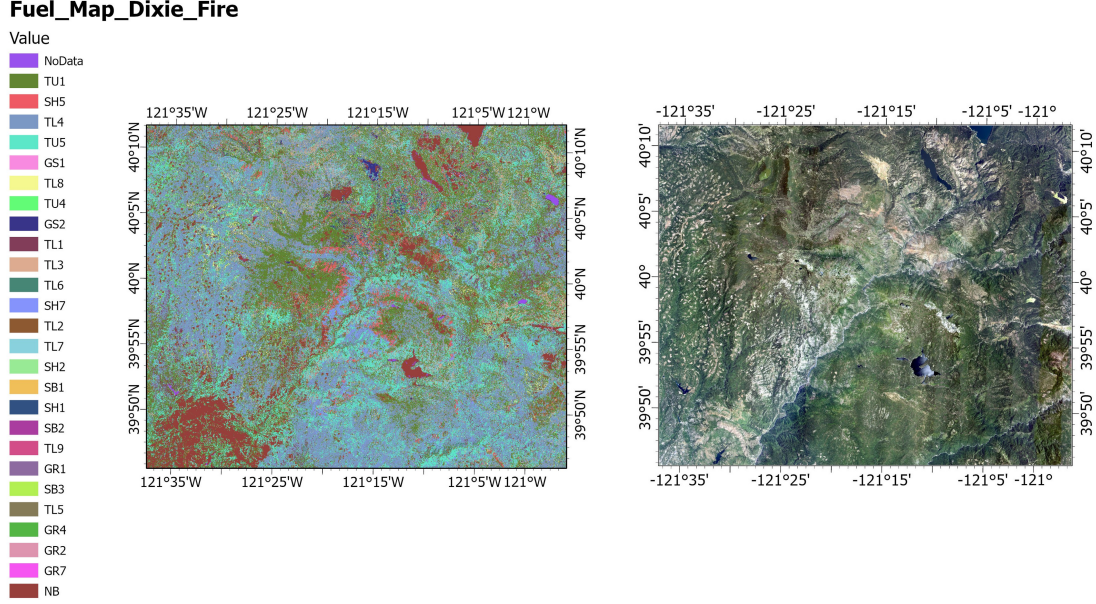 Fuel_Map_Dixie_Fire
Value
NoData
TU1
SH5
TL4
TU5
GS1
TL8
TU4
GS2
TL1
TL3
TL6
SH7
TL2
TL7
SH2
SB1
SH1
SB2
TL9
GR1
SB3
TL5
GR4
GR2
GR7
NB
121°35'W 121°25'W 121°15'W 121°5'W 121°9'W
40°10'N 40°5'N 40°N 39°55'N 39°50'N
40°10'N 40°5'N 40°N 39°55'N 39°50'N
121°35'W 121°25'W 121°15'W 121°5'W 121°9'W
-121°35' -121°25' -121°15' -121°5' -121°
40°10' 40°5' 40° 39°55' 39°50'
40°10' 40°5' 40° 39°55' 39°50'
-121°35' -121°25' -121°15' -121°5' -121°